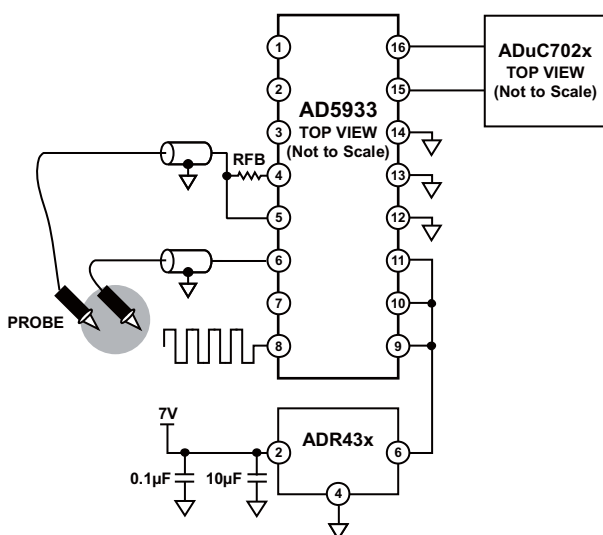 1
2
3
4
5
6
7
8
16
15
14
13
12
11
10
9
AD5933
TOP VIEW
(Not to Scale)
ADuC702x
TOP VIEW
(Not to Scale)
RFB
PROBE
7V
0.1µF
10µF
2
ADR43x
6
4